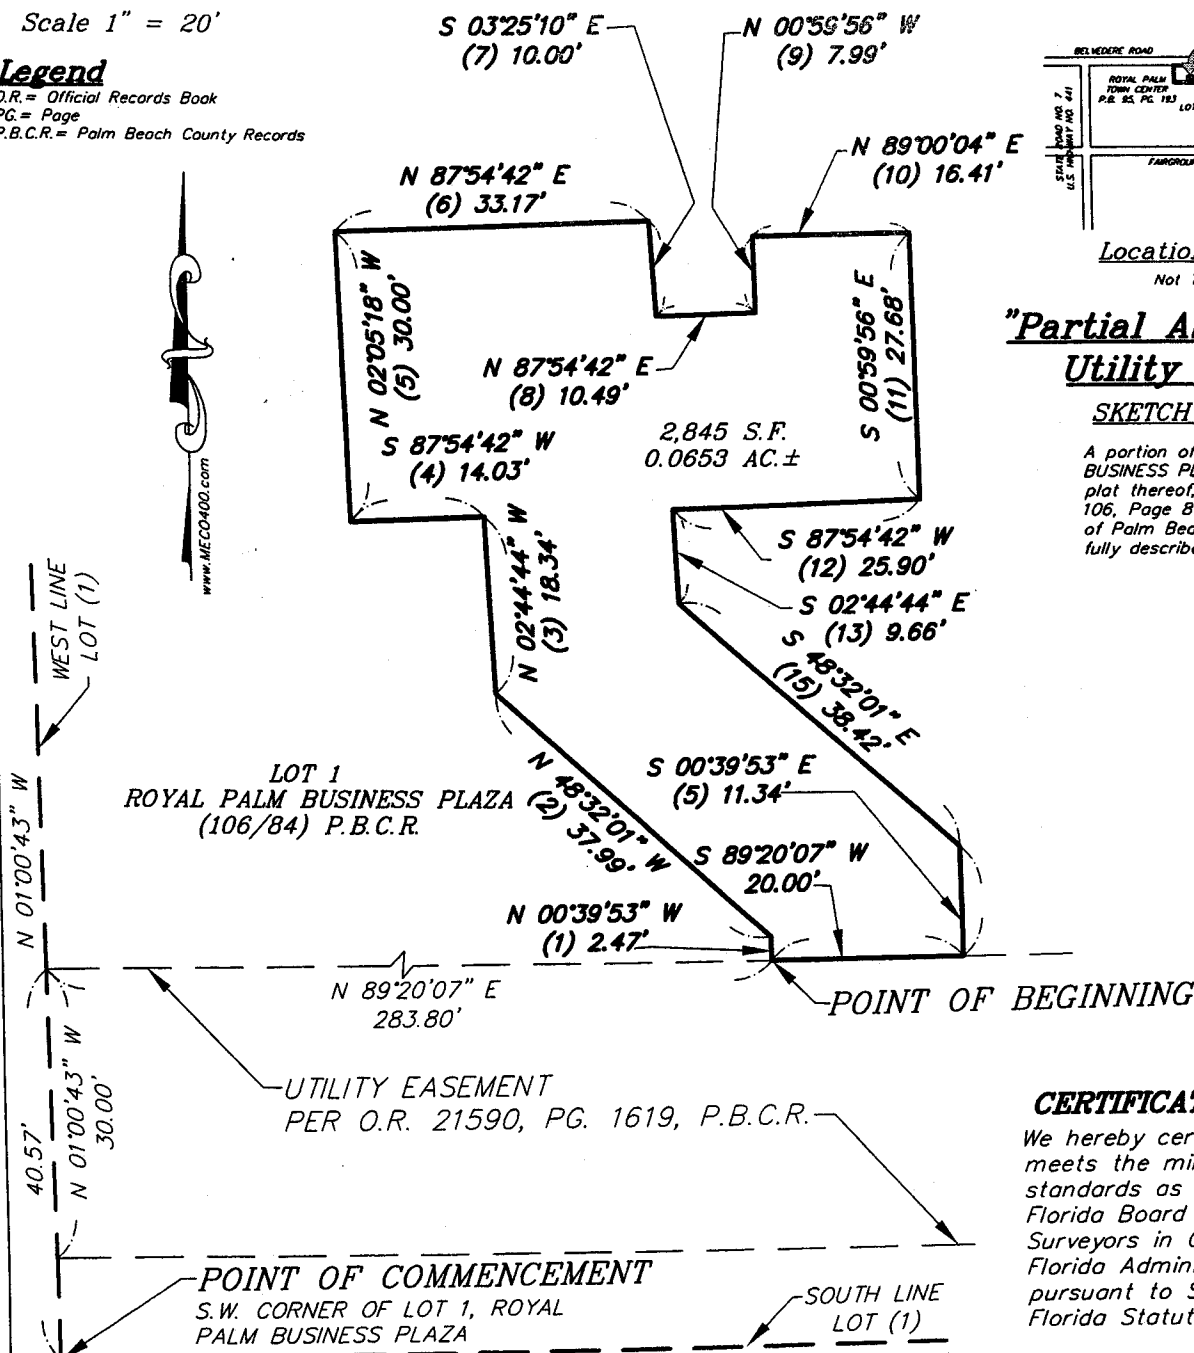 Scale 1" = 20'
Legend
O.R.= Official Records Book
PG.= Page
P.B.C.R.= Palm Beach County Records
S 03°25'10" E
(7) 10.00'
N 00°59'56" W
(9) 7.99'
N 89°00'04" E
(10) 16.41'
N 87°54'42" E
(6) 33.17'
BELVEDERE ROAD
ROYAL PALM
TOWN CENTER
P.B. 95, PG. 193
STATE ROAD NO. 7
U.S. HIGHWAY NO. 441
Not
"Partial
Utility
SKETCH
A portion of
plat thereof,
106, Page 8
of Palm Bea
fully describe
N 02°05'18" W
(5) 30.00'
N 87°54'42" E
(8) 10.49'
S 00°59'56" E
(11) 27.68'
S 87°54'42" W
(4) 14.03'
2,845 S.F.
0.0653 AC.±
www.MECO400.com
N 02°44'44" W
(3) 18.34'
S 87°54'42" W
(12) 25.90'
S 02°44'44" E
(13) 9.66'
S 48°32'01" E
(15) 38.42'
WEST LINE
LOT (1)
N 01°00'43" W
LOT 1
ROYAL PALM BUSINESS PLAZA
(106/84) P.B.C.R.
N 48°32'01" W
(2) 37.99'
S 00°39'53" E
(5) 11.34'
S 89°20'07" W
20.00'
N 00°39'53" W
(1) 2.47'
N 89°20'07" E
283.80'
POINT OF BEGINNING
UTILITY EASEMENT
PER O.R. 21590, PG. 1619, P.B.C.R.
40.57'
N 01°00'43" W
30.00'
CERTIFICA
We hereby cer
meets the mi
standards as
Florida Board
Surveyors in
Florida Admin
pursuant to S
Florida Statut
POINT OF COMMENCEMENT
S.W. CORNER OF LOT 1, ROYAL
PALM BUSINESS PLAZA
SOUTH LINE
LOT (1)